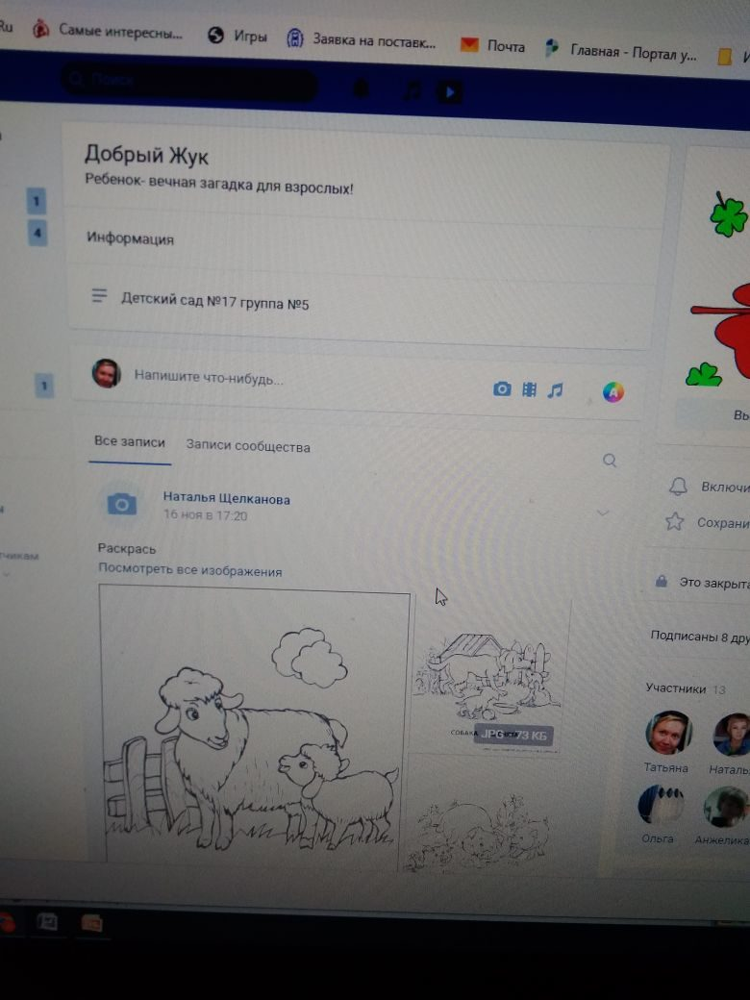 Ru Самые интересны... Игры Заявка на поставк... Почта Главная - Портал у...
Поиск
Добрый Жук
Ребенок- вечная загадка для взрослых!
1
4
Информация
Детский сад №17 группа №5
Напишите что-нибудь...
1
Вы
Все записи Записи сообщества
Включи
Наталья Щелканова
16 ноя в 17:20
Сохрани
Раскрась
Посмотреть все изображения
чикам
Это закрыта
Подписаны 8 дру
Участники 13
СОБАКА JPG 73 КБ
Татьяна Наталь
Ольга Анжелика